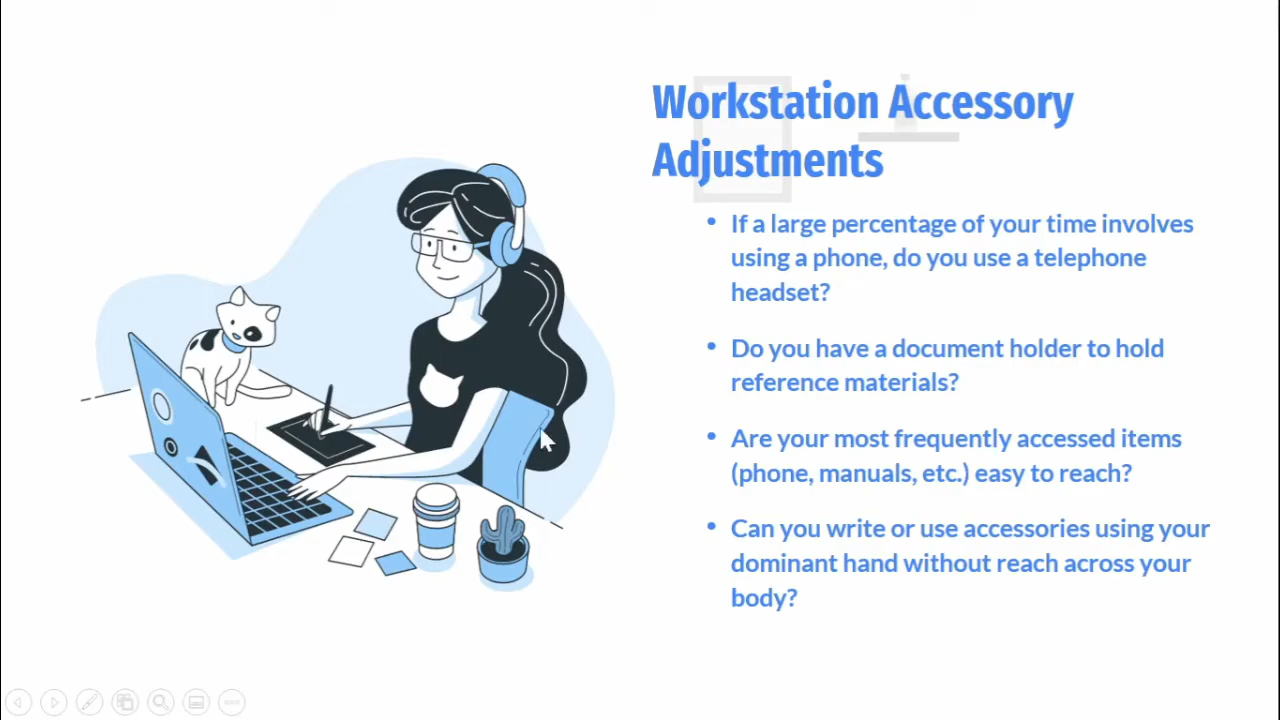 Workstation Accessory
Adjustments
• If a large percentage of your time involves
using a phone, do you use a telephone
headset?
• Do you have a document holder to hold
reference materials?
• Are your most frequently accessed items
(phone, manuals, etc.) easy to reach?
• Can you write or use accessories using your
dominant hand without reach across your
body?